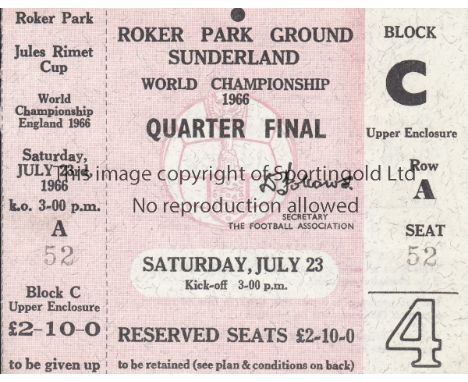 Roker Park
Jules Rimet
Cup
World
Championship
England 1966
Saturday,
JULY 23rd,
1966
k.o. 3-00 p.m.
A
52
Block C
Upper Enclosure
£2-10-0
to be given up
ROKER PARK GROUND
SUNDERLAND
WORLD CHAMPIONSHIP
1966
QUARTER FINAL
This image copyright of Sportingold Ltd
No reproduction allowed
SECRETARY
THE FOOTBALL ASSOCIATION
SATURDAY, JULY 23
Kick-off 3-00 p.m.
RESERVED SEATS £2-10-0
to be retained (see plan & conditions on back)
BLOCK
C
Upper Enclosure
Row
A
SEAT
52
4